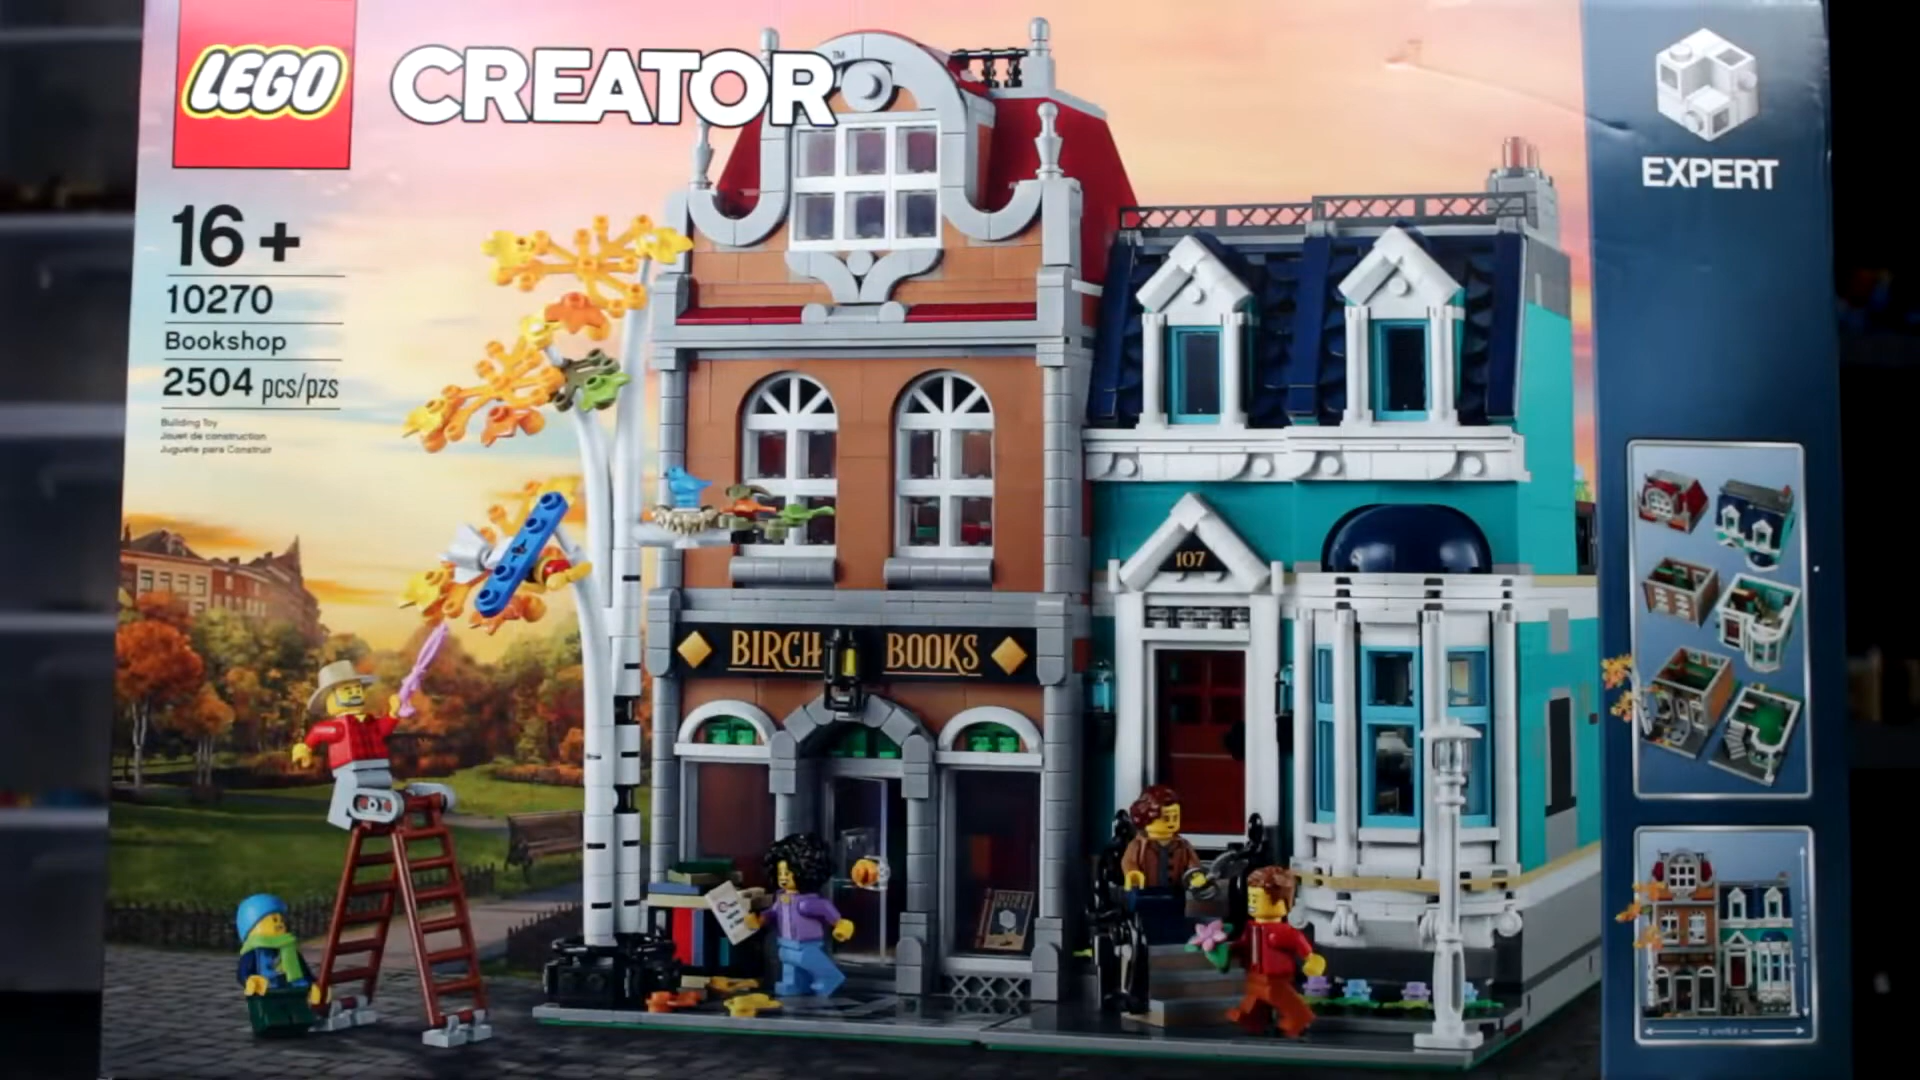 LEGO CREATOR™
EXPERT
16+
10270
Bookshop
2504 pcs/pzs
Building Toy
Jouet de construction
Juguete para Construir
107
BIRCH BOOKS